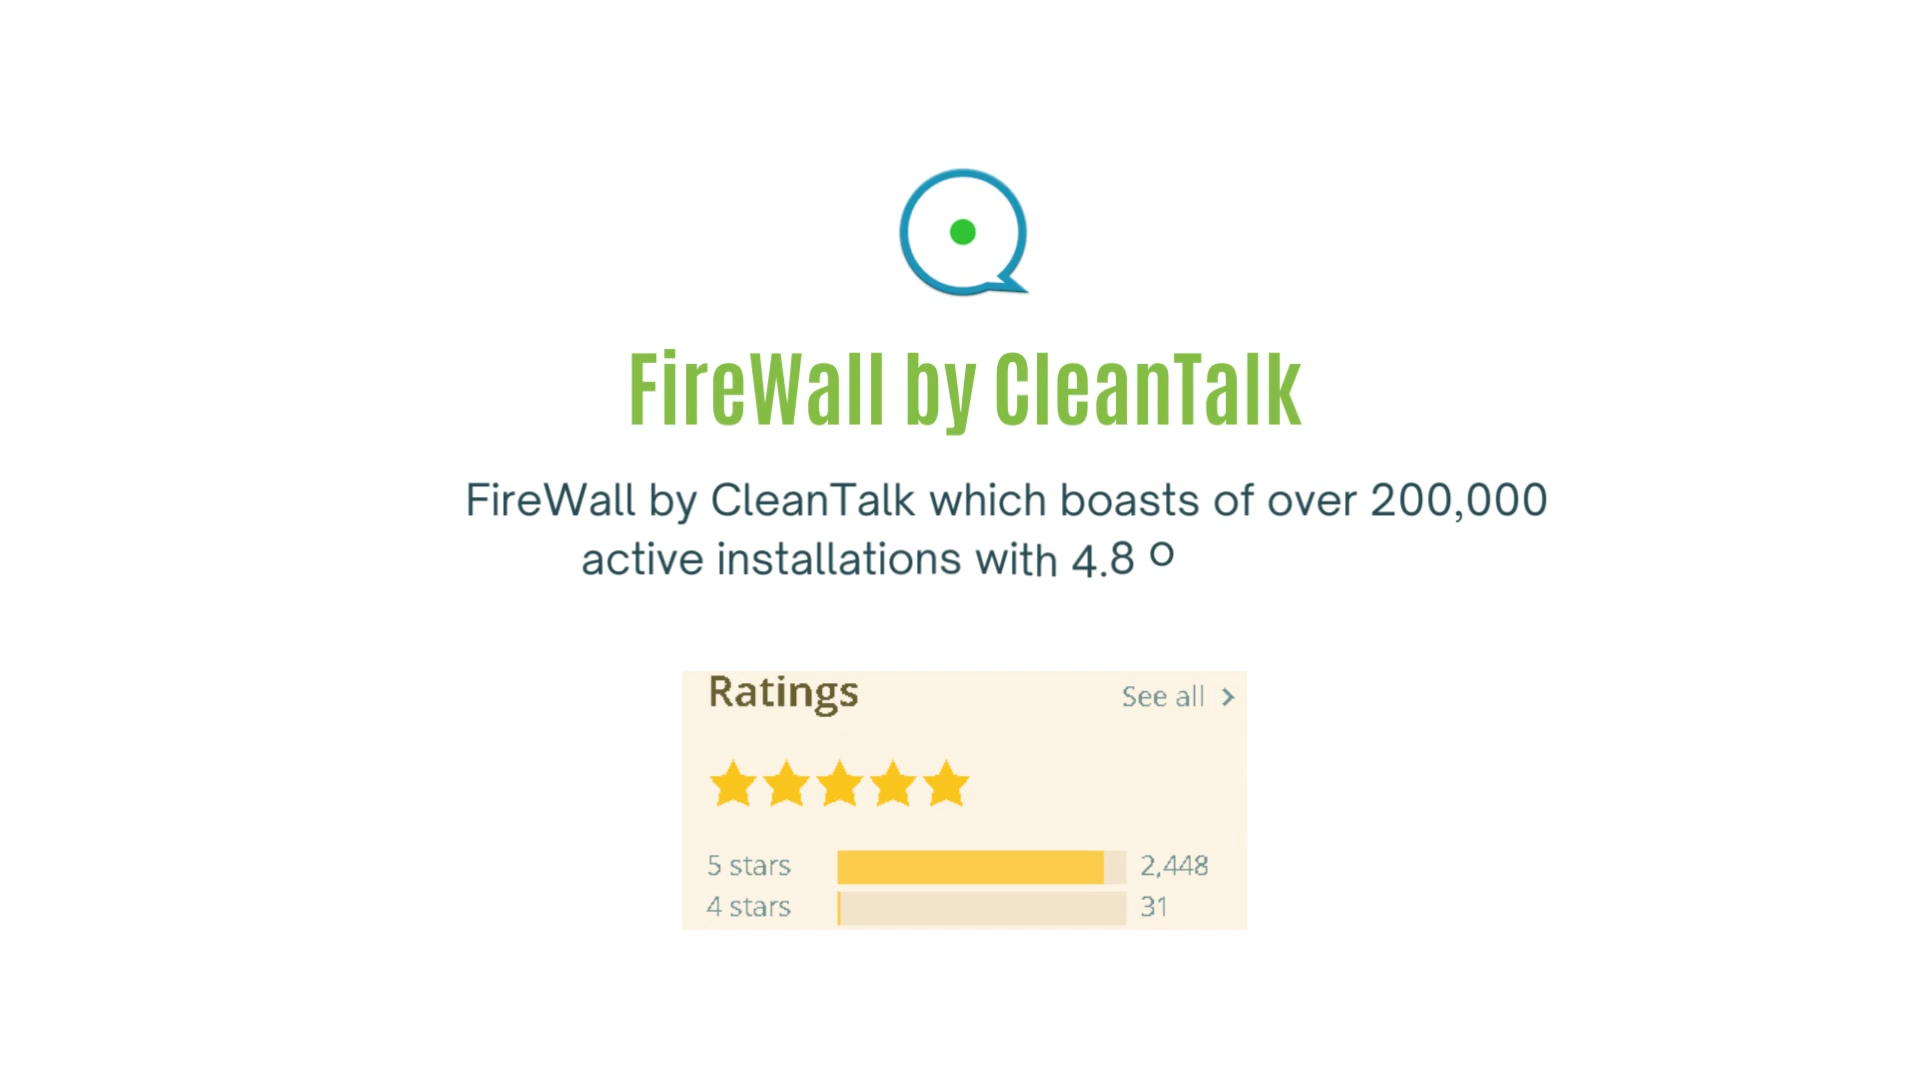 FireWall by CleanTalk
FireWall by CleanTalk which boasts of over 200,000
active installations with 4.8 o
Ratings
See all
5 stars 2,448
4 stars 31